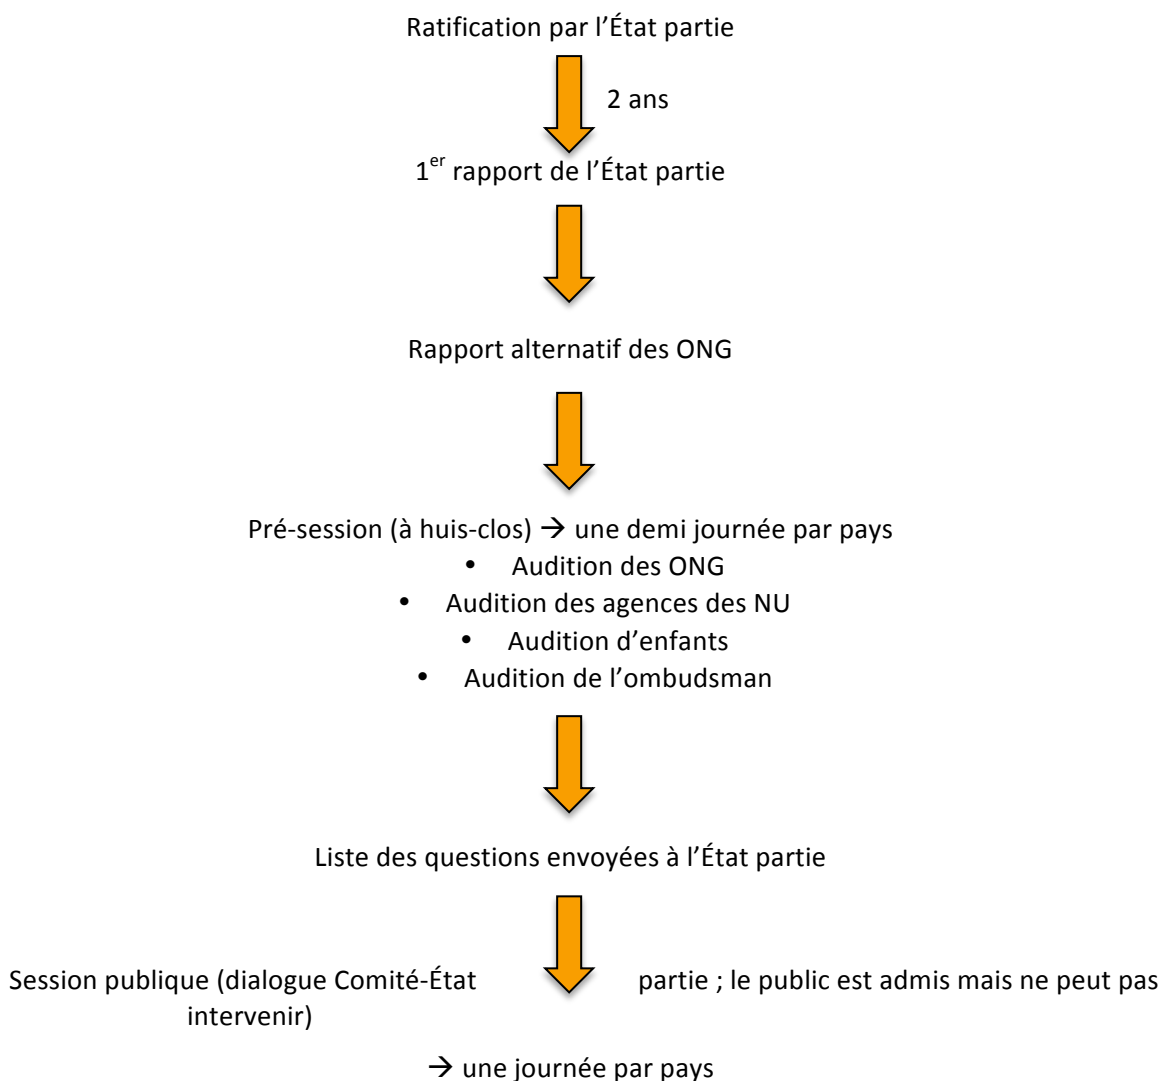 Ratification par l’État partie
2 ans
1er rapport de l’État partie
Rapport alternatif des ONG
Pré-session (à huis-clos) → une demi journée par pays
• Audition des ONG
• Audition des agences des NU
• Audition d’enfants
• Audition de l’ombudsman
Liste des questions envoyées à l’État partie
Session publique (dialogue Comité-État partie ; le public est admis mais ne peut pas
intervenir)
→ une journée par pays